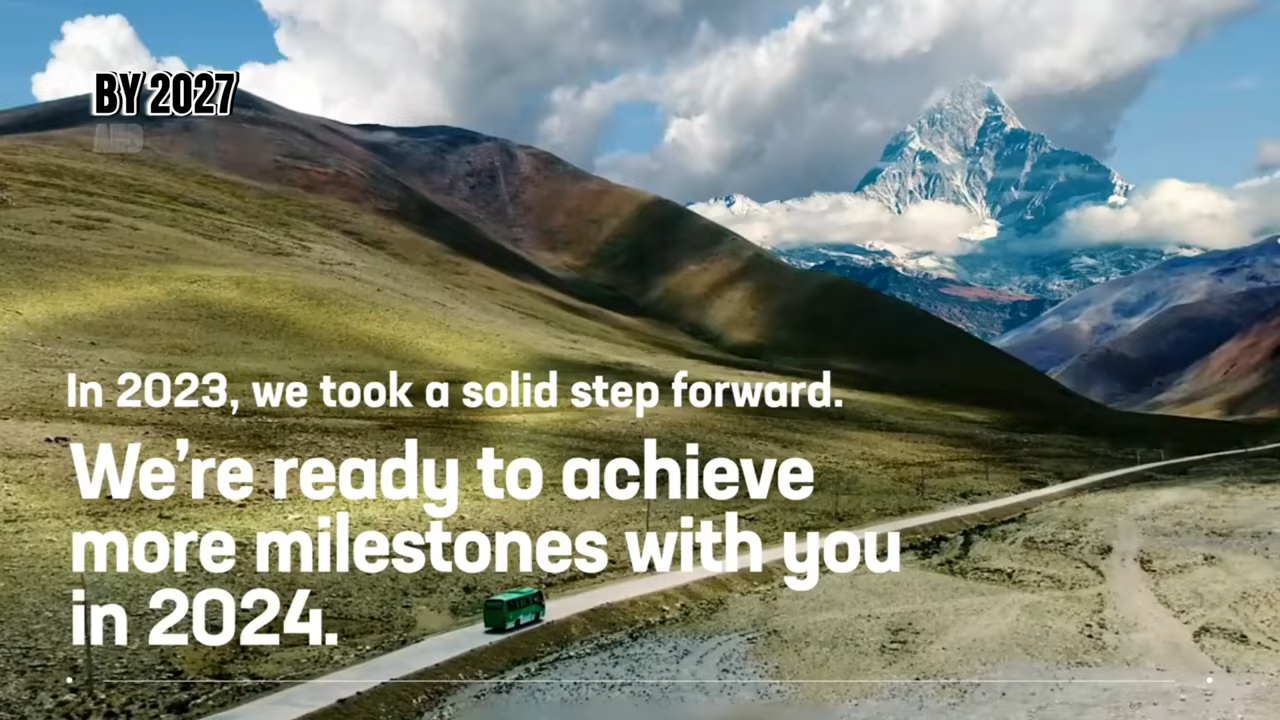 BY 2027
AND
In 2023, we took a solid step forward.
We’re ready to achieve
more milestones with you
in 2024.